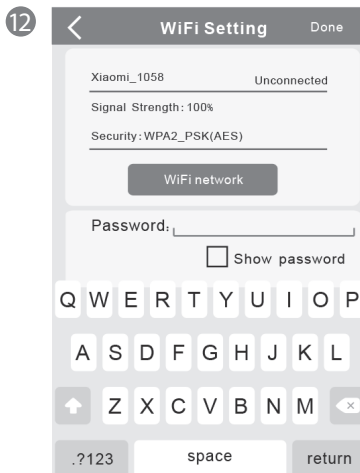 12
WiFi Setting Done
Xiaomi_1058 Unconnected
Signal Strength: 100%
Security: WPA2_PSK(AES)
WiFi network
Password:
Show password
Q W E R T Y U I O P
A S D F G H J K L
Z X C V B N M
.?123 space return